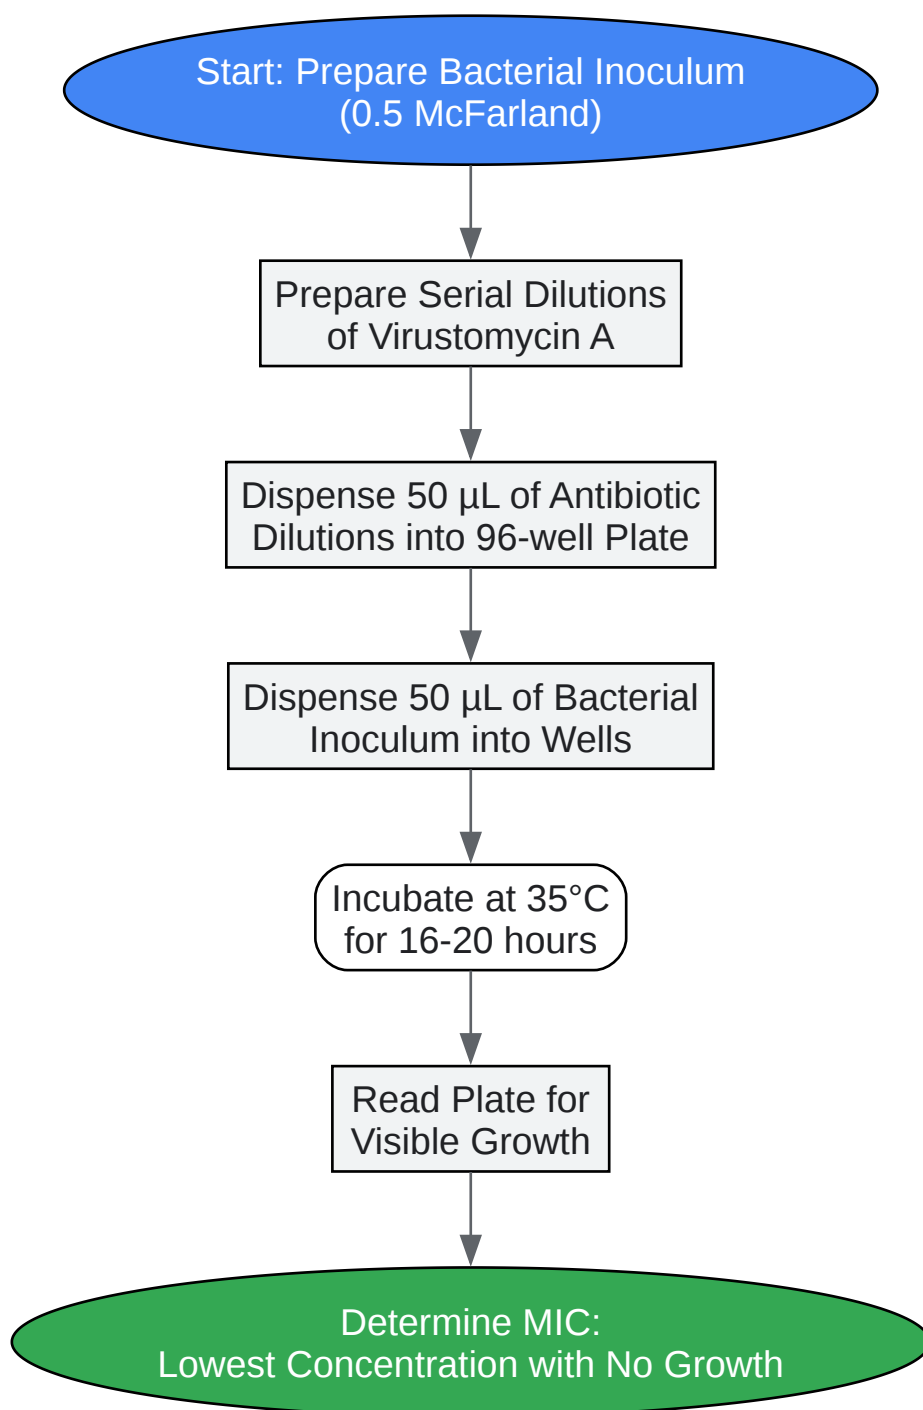 Start: Prepare Bacterial Inoculum
(0.5 McFarland)
Prepare Serial Dilutions
of Virustomycin A
Dispense 50 µL of Antibiotic
Dilutions into 96-well Plate
Dispense 50 µL of Bacterial
Inoculum into Wells
Incubate at 35°C
for 16-20 hours
Read Plate for
Visible Growth
Determine MIC:
Lowest Concentration with No Growth